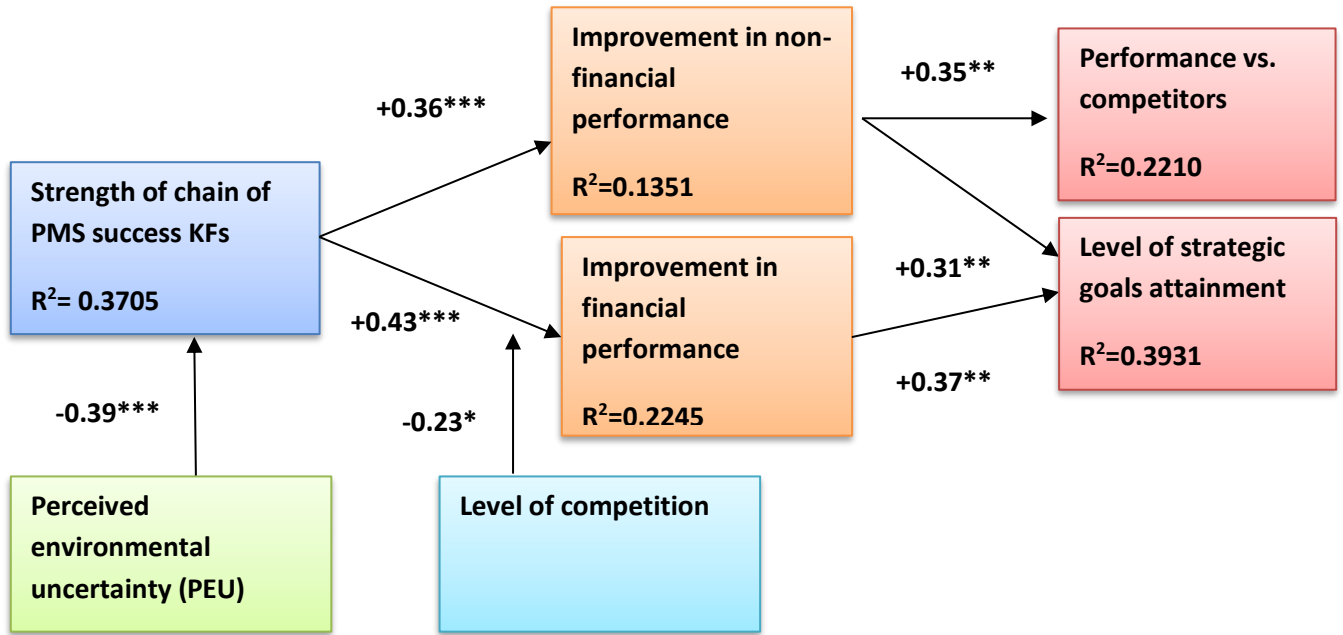 Improvement in non-
financial
performance
R²=0.1351
+0.35**
Performance vs.
competitors
R²=0.2210
+0.36***
Strength of chain of
PMS success KFs
R²= 0.3705
Improvement in
financial
performance
R²=0.2245
+0.31**
Level of strategic
goals attainment
R²=0.3931
+0.43***
+0.37**
-0.39***
-0.23*
Perceived
environmental
uncertainty (PEU)
Level of competition